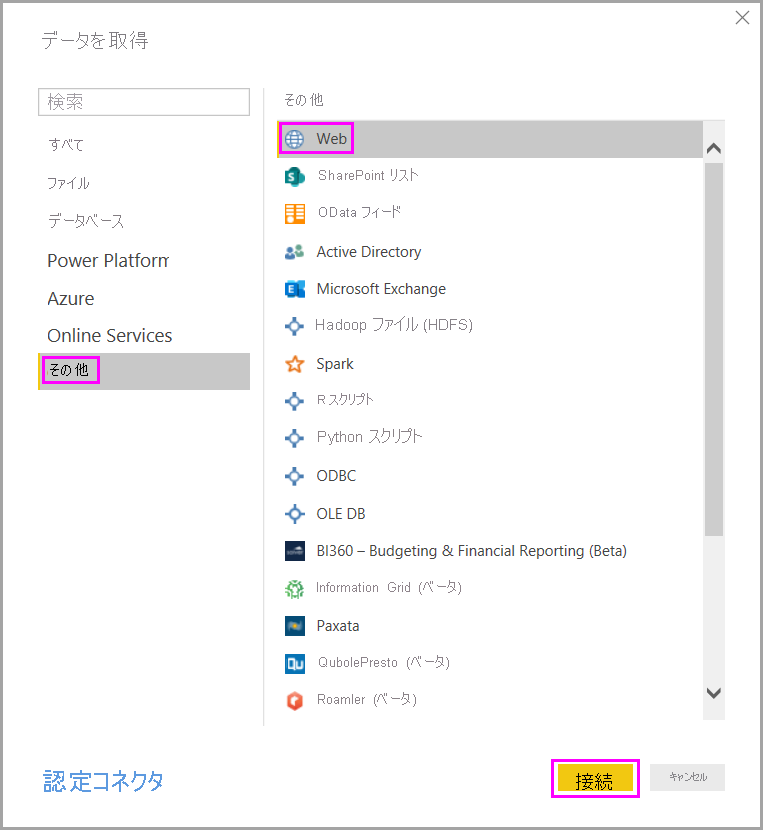 データを取得
検索
すべて
ファイル
データベース
Power Platform
Azure
Online Services
その他
その他
Web
SharePoint リスト
OData フィード
Active Directory
Microsoft Exchange
Hadoop ファイル (HDFS)
Spark
R スクリプト
Python スクリプト
ODBC
OLE DB
BI360 – Budgeting & Financial Reporting (Beta)
Information Grid (ベータ)
Paxata
QubolePresto (ベータ)
Roamler (ベータ)
認定コネクタ
接続
キャンセル